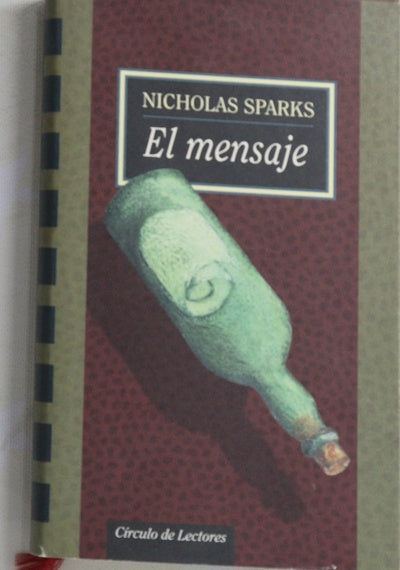 NICHOLAS SPARKS
El mensaje
Círculo de Lectores